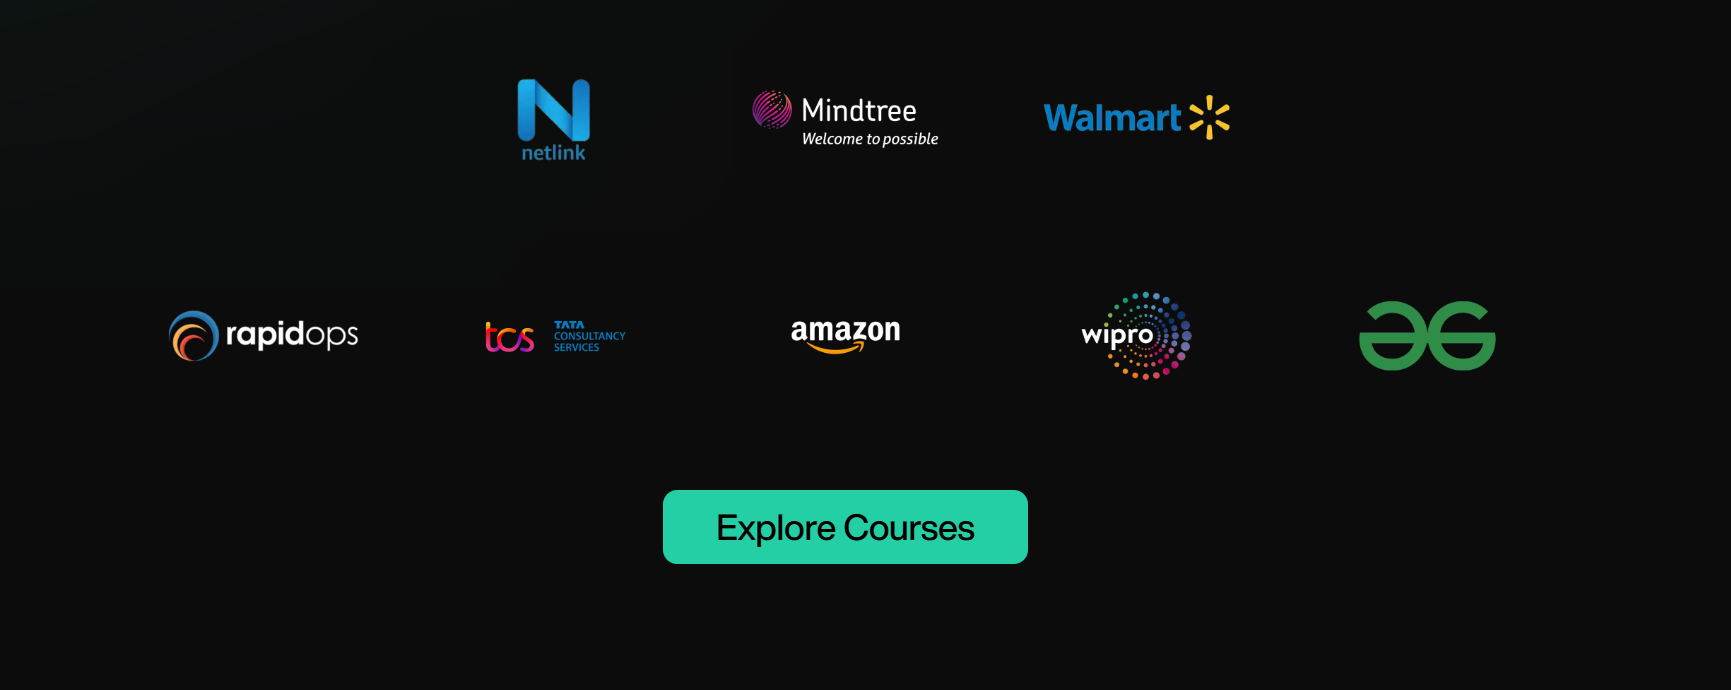 netlink
Mindtree
Welcome to possible
Walmart
rapidops
tcs
TATA
CONSULTANCY
SERVICES
amazon
wipro
Explore Courses